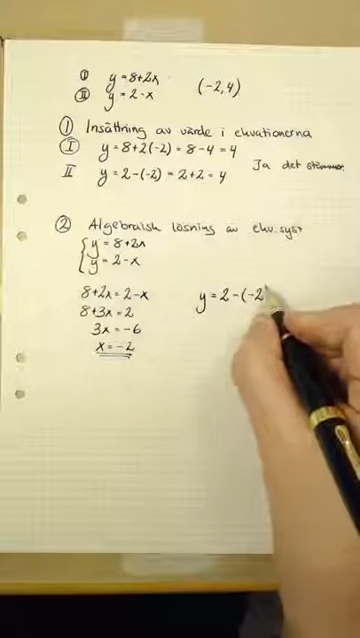 Ⓘ y = 8+2x
Ⓘⓘ y = 2-x (-2,4)
① Insättning av värde i ekvationerna
Ⓘ y = 8+2(-2) = 8-4 = 4
II y = 2-(-2) = 2+2 = 4 Ja det stämmer.
② Algebraisk lösning av ekv. syst
{y = 8+2x
y = 2-x
8+2x = 2-x y = 2-(-2)
8+3x = 2
3x = -6
x = -2